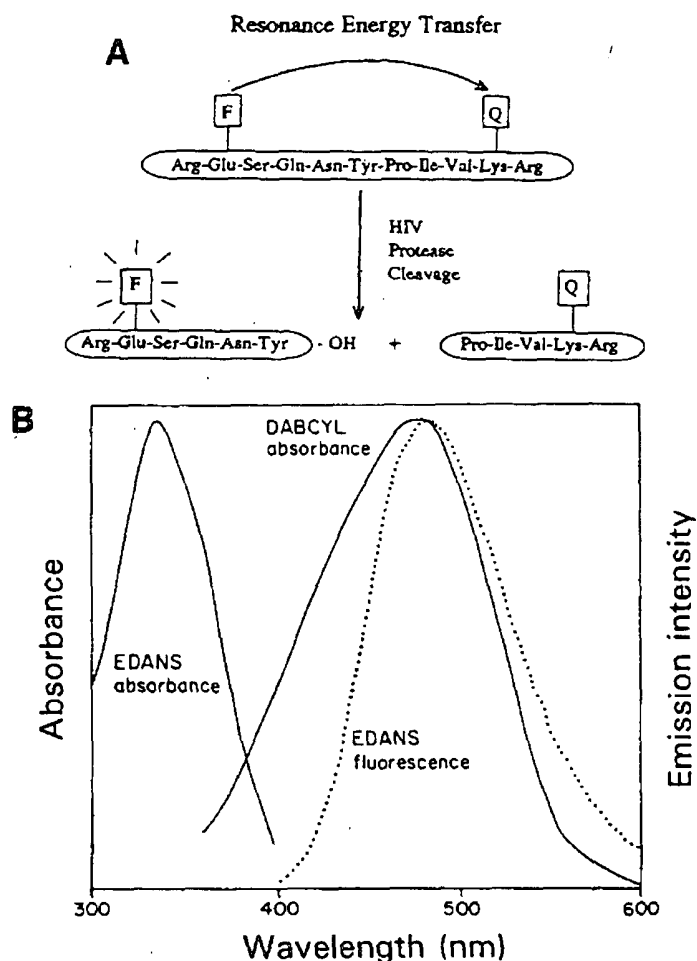 Resonance Energy Transfer
A
F
Q
Arg-Glu-Ser-Gln-Asn-Tyr-Pro-Ile-Val-Lys-Arg
HIV
Protease
Cleavage
F
Q
Arg-Glu-Ser-Gln-Asn-Tyr - OH + Pro-Ile-Val-Lys-Arg
B
DABCYL
absorbance
EDANS
absorbance
EDANS
fluorescence
Absorbance
Emission intensity
300 400 500 600
Wavelength (nm)